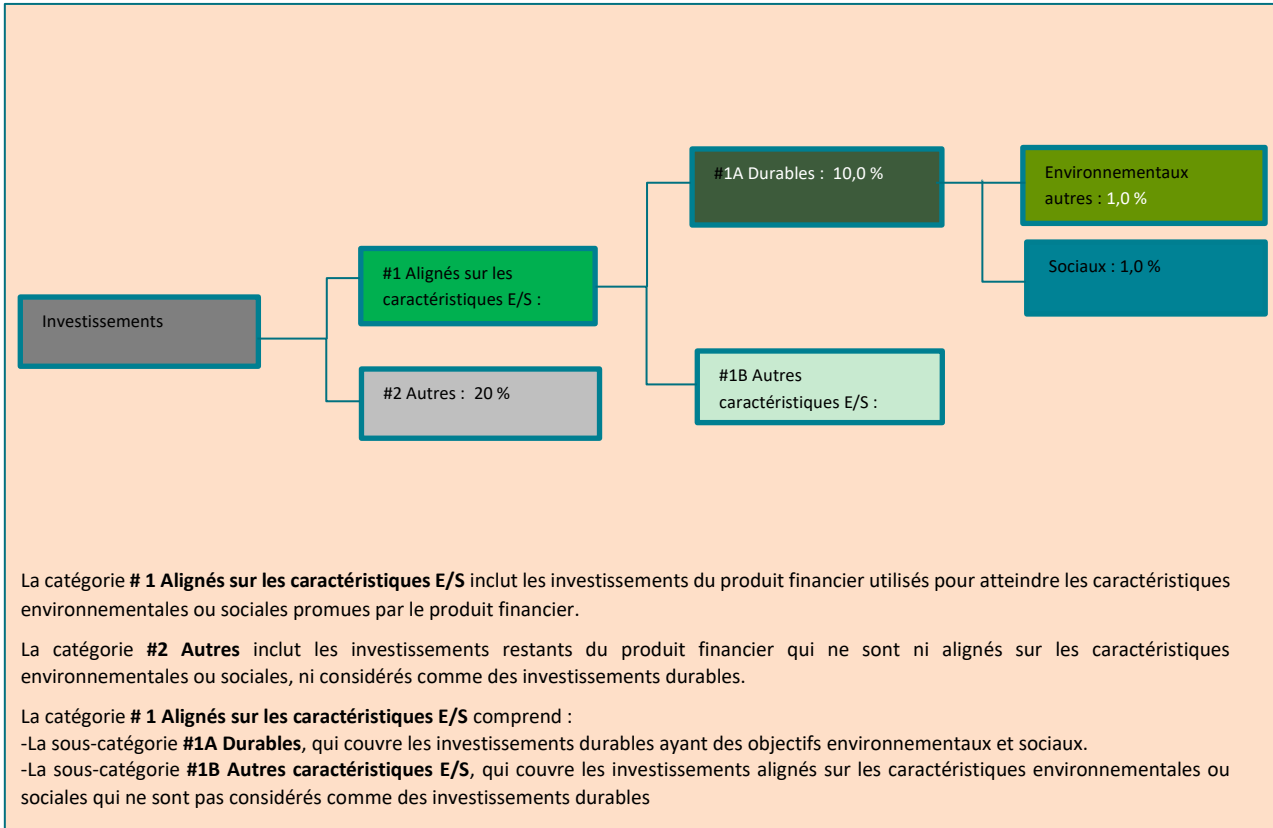 #1A Durables : 10,0 %
Environnementaux
autres : 1,0 %
#1 Alignés sur les
caractéristiques E/S :
Sociaux : 1,0 %
Investissements
#2 Autres : 20 %
#1B Autres
caractéristiques E/S :
La catégorie # 1 Alignés sur les caractéristiques E/S inclut les investissements du produit financier utilisés pour atteindre les caractéristiques
environnementales ou sociales promues par le produit financier.
La catégorie #2 Autres inclut les investissements restants du produit financier qui ne sont ni alignés sur les caractéristiques
environnementales ou sociales, ni considérés comme des investissements durables.
La catégorie # 1 Alignés sur les caractéristiques E/S comprend :
-La sous-catégorie #1A Durables, qui couvre les investissements durables ayant des objectifs environnementaux et sociaux.
-La sous-catégorie #1B Autres caractéristiques E/S, qui couvre les investissements alignés sur les caractéristiques environnementales ou
sociales qui ne sont pas considérés comme des investissements durables